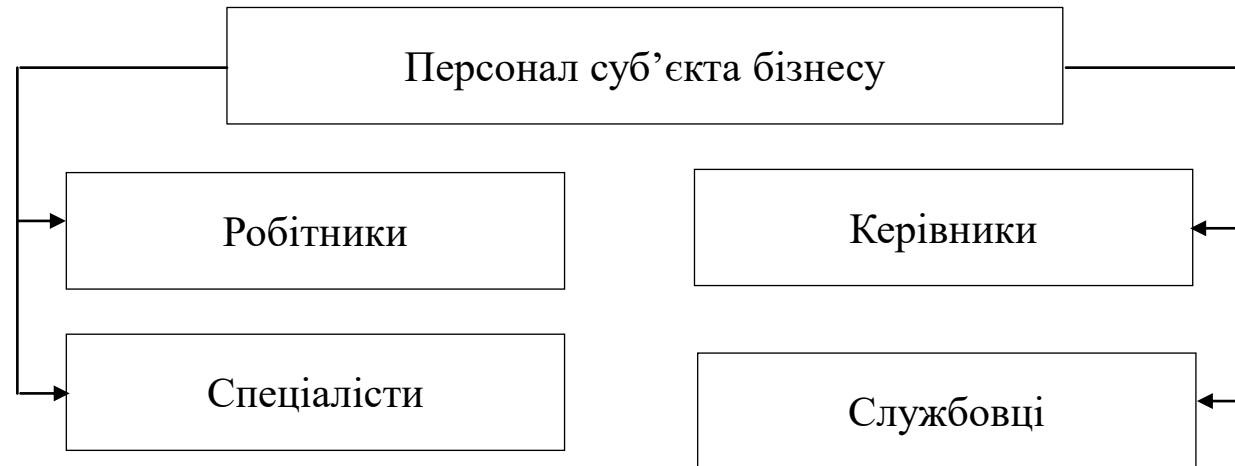 Персонал суб’єкта бізнесу
Робітники
Керівники
Спеціалісти
Службовці